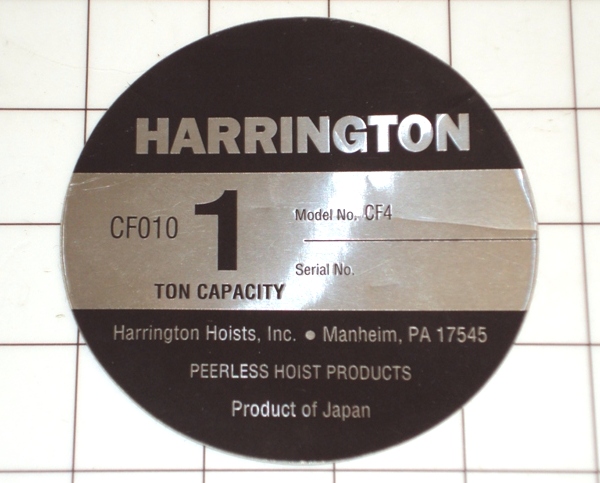 HARRINGTON
CF010 1 Model No. CF4
Serial No.
TON CAPACITY
Harrington Hoists, Inc. ● Manheim, PA 17545
PEERLESS HOIST PRODUCTS
Product of Japan